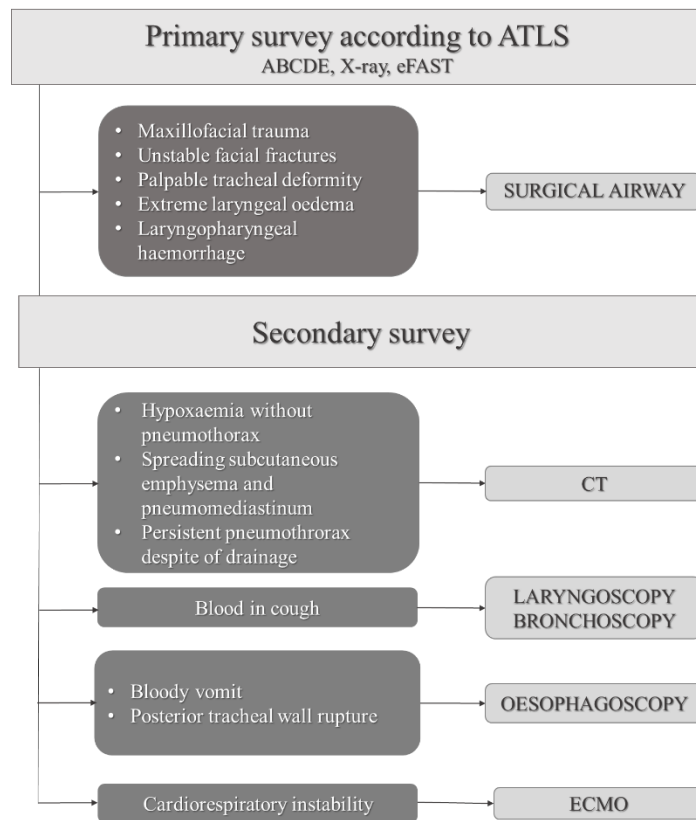 Primary survey according to ATLS
ABCDE, X-ray, eFAST
• Maxillofacial trauma
• Unstable facial fractures
• Palpable tracheal deformity
• Extreme laryngeal oedema
• Laryngopharyngeal
haemorrhage
SURGICAL AIRWAY
Secondary survey
• Hypoxaemia without
pneumothorax
• Spreading subcutaneous
emphysema and
pneumomediastinum
• Persistent pneumothrorax
despite of drainage
CT
Blood in cough
LARYNGOSCOPY
BRONCHOSCOPY
• Bloody vomit
• Posterior tracheal wall rupture
OESOPHAGOSCOPY
Cardiorespiratory instability
ECMO